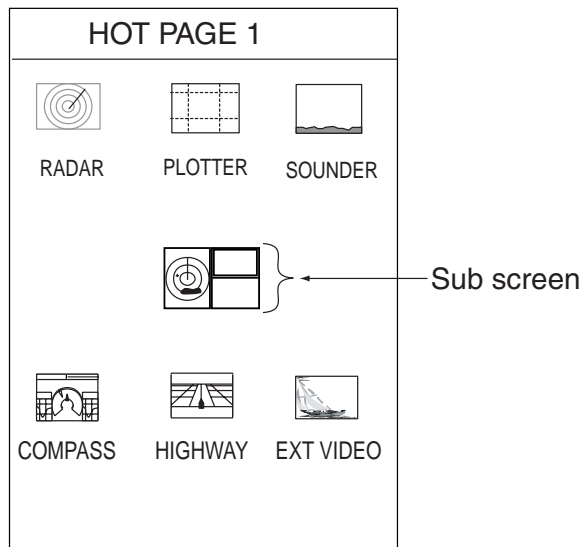 HOT PAGE 1
RADAR PLOTTER SOUNDER
Sub screen
COMPASS HIGHWAY EXT VIDEO